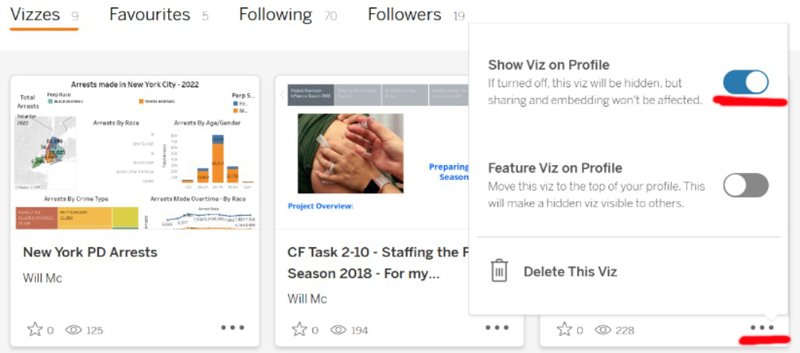 Vizzes 9 Favourites 5 Following 70 Followers 19
Show Viz on Profile
If turned off, this viz will be hidden, but
sharing and embedding won't be affected.
Feature Viz on Profile
Move this viz to the top of your profile. This
will make a hidden viz visible to others.
Delete This Viz
Arrests made in New York City - 2022
Total
Arrests
Perp Race
Perp S...
Arrests By Race
Arrests By Age/Gender
Arrests By Crime Type
Arrests Made Overtime - By Race
New York PD Arrests
Will Mc
0 125
Preparing
Season
Project Overview:
CF Task 2-10 - Staffing the F
Season 2018 - For my...
Will Mc
0 194
0 228